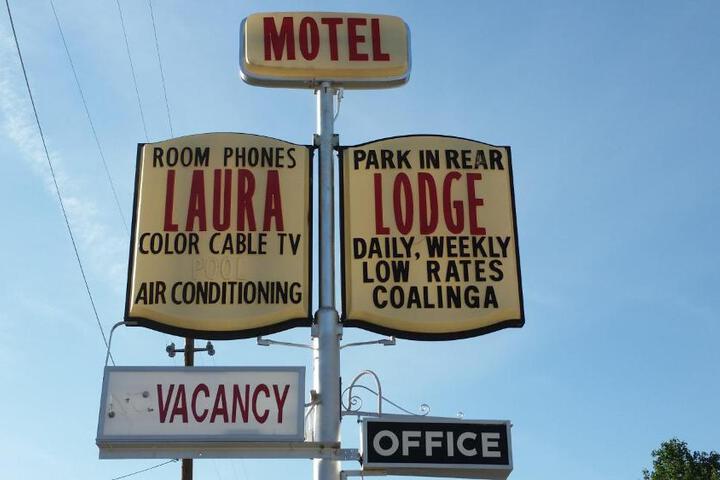 MOTEL
ROOM PHONES
LAURA
COLOR CABLE TV
POOL
AIR CONDITIONING
PARK IN REAR
LODGE
DAILY, WEEKLY
LOW RATES
COALINGA
VACANCY
OFFICE